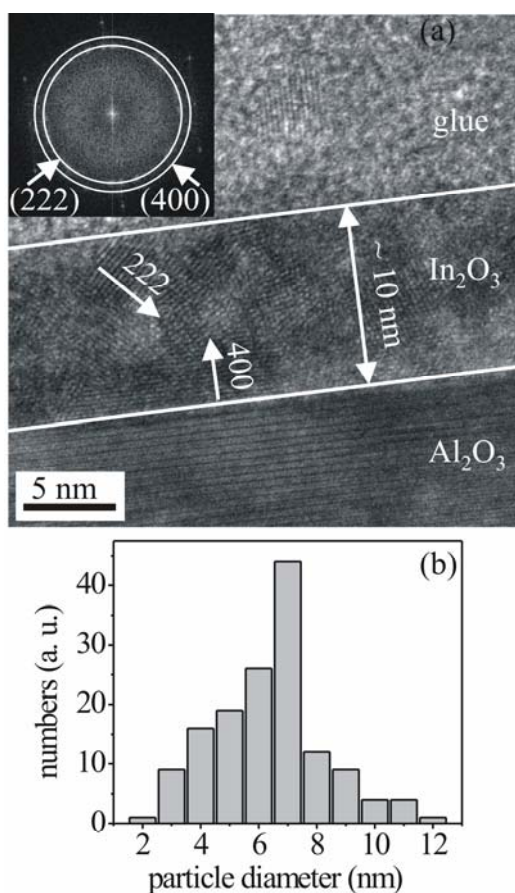 (a)
glue
(222)
(400)
222
400
~ 10 nm
In₂O₃
Al₂O₃
5 nm
(b)
40
30
20
10
0
numbers (a. u.)
2 4 6 8 10 12
particle diameter (nm)